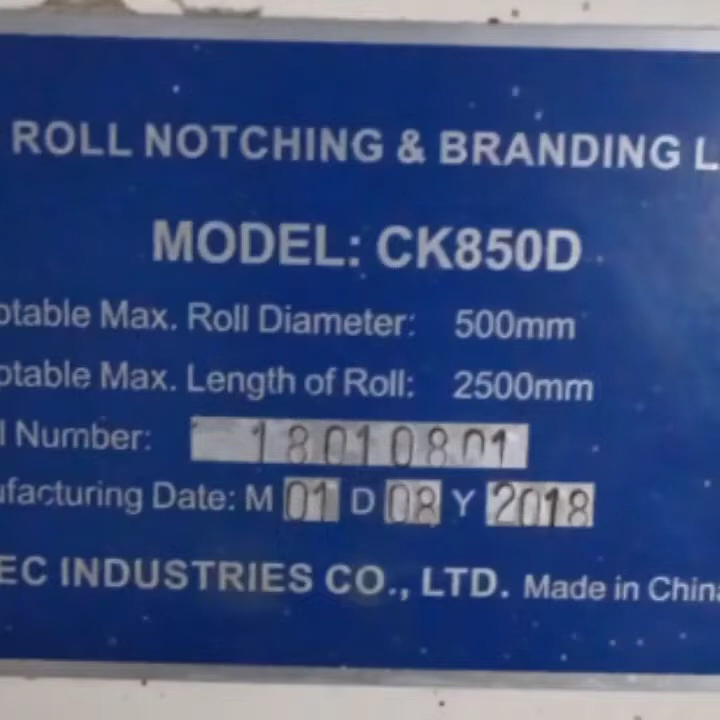 ROLL NOTCHING & BRANDING L
MODEL: CK850D
ptable Max. Roll Diameter: 500mm
ptable Max. Length of Roll: 2500mm
l Number: 18010801
ufacturing Date: M 01 D 08 Y 2018
EC INDUSTRIES CO., LTD. Made in China